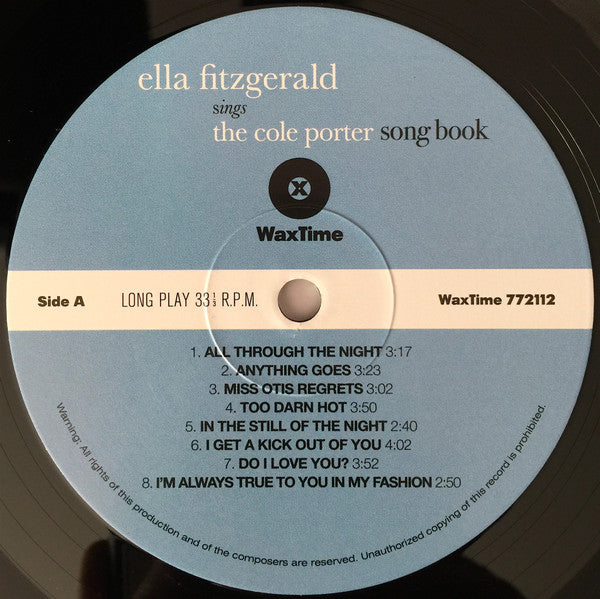 ella fitzgerald
sings
the cole porter song book
X
WaxTime
Side A LONG PLAY 33⅓ R.P.M. WaxTime 772112
1. ALL THROUGH THE NIGHT 3:17
2. ANYTHING GOES 3:23
3. MISS OTIS REGRETS 3:02
4. TOO DARN HOT 3:50
5. IN THE STILL OF THE NIGHT 2:40
6. I GET A KICK OUT OF YOU 4:02
7. DO I LOVE YOU? 3:52
8. I'M ALWAYS TRUE TO YOU IN MY FASHION 2:50
Warning: All rights of this production and of the composers are reserved. Unauthorized copying of this record is prohibited.